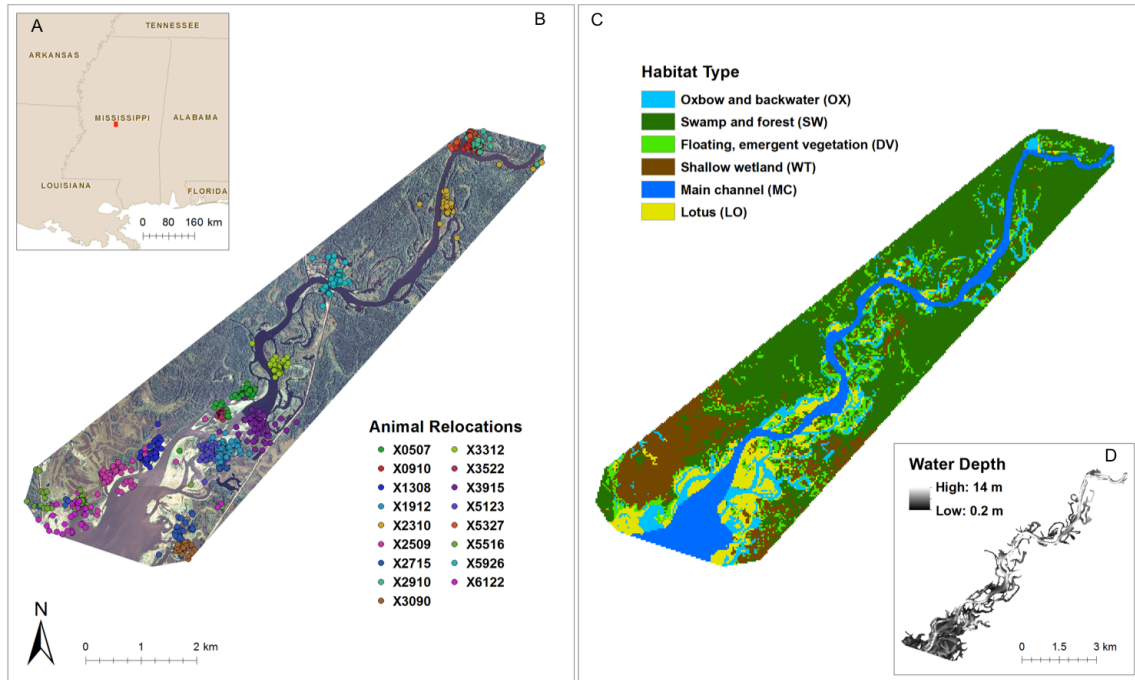 A
TENNESSEE
ARKANSAS
MISSISSIPPI
ALABAMA
LOUISIANA
FLORIDA
0 80 160 km
B
Animal Relocations
X0507
X0910
X1308
X1912
X2310
X2509
X2715
X2910
X3090
X3312
X3522
X3915
X5123
X5327
X5516
X5926
X6122
N
0 1 2 km
C
Habitat Type
Oxbow and backwater (OX)
Swamp and forest (SW)
Floating, emergent vegetation (DV)
Shallow wetland (WT)
Main channel (MC)
Lotus (LO)
D
Water Depth
High: 14 m
Low: 0.2 m
0 1.5 3 km